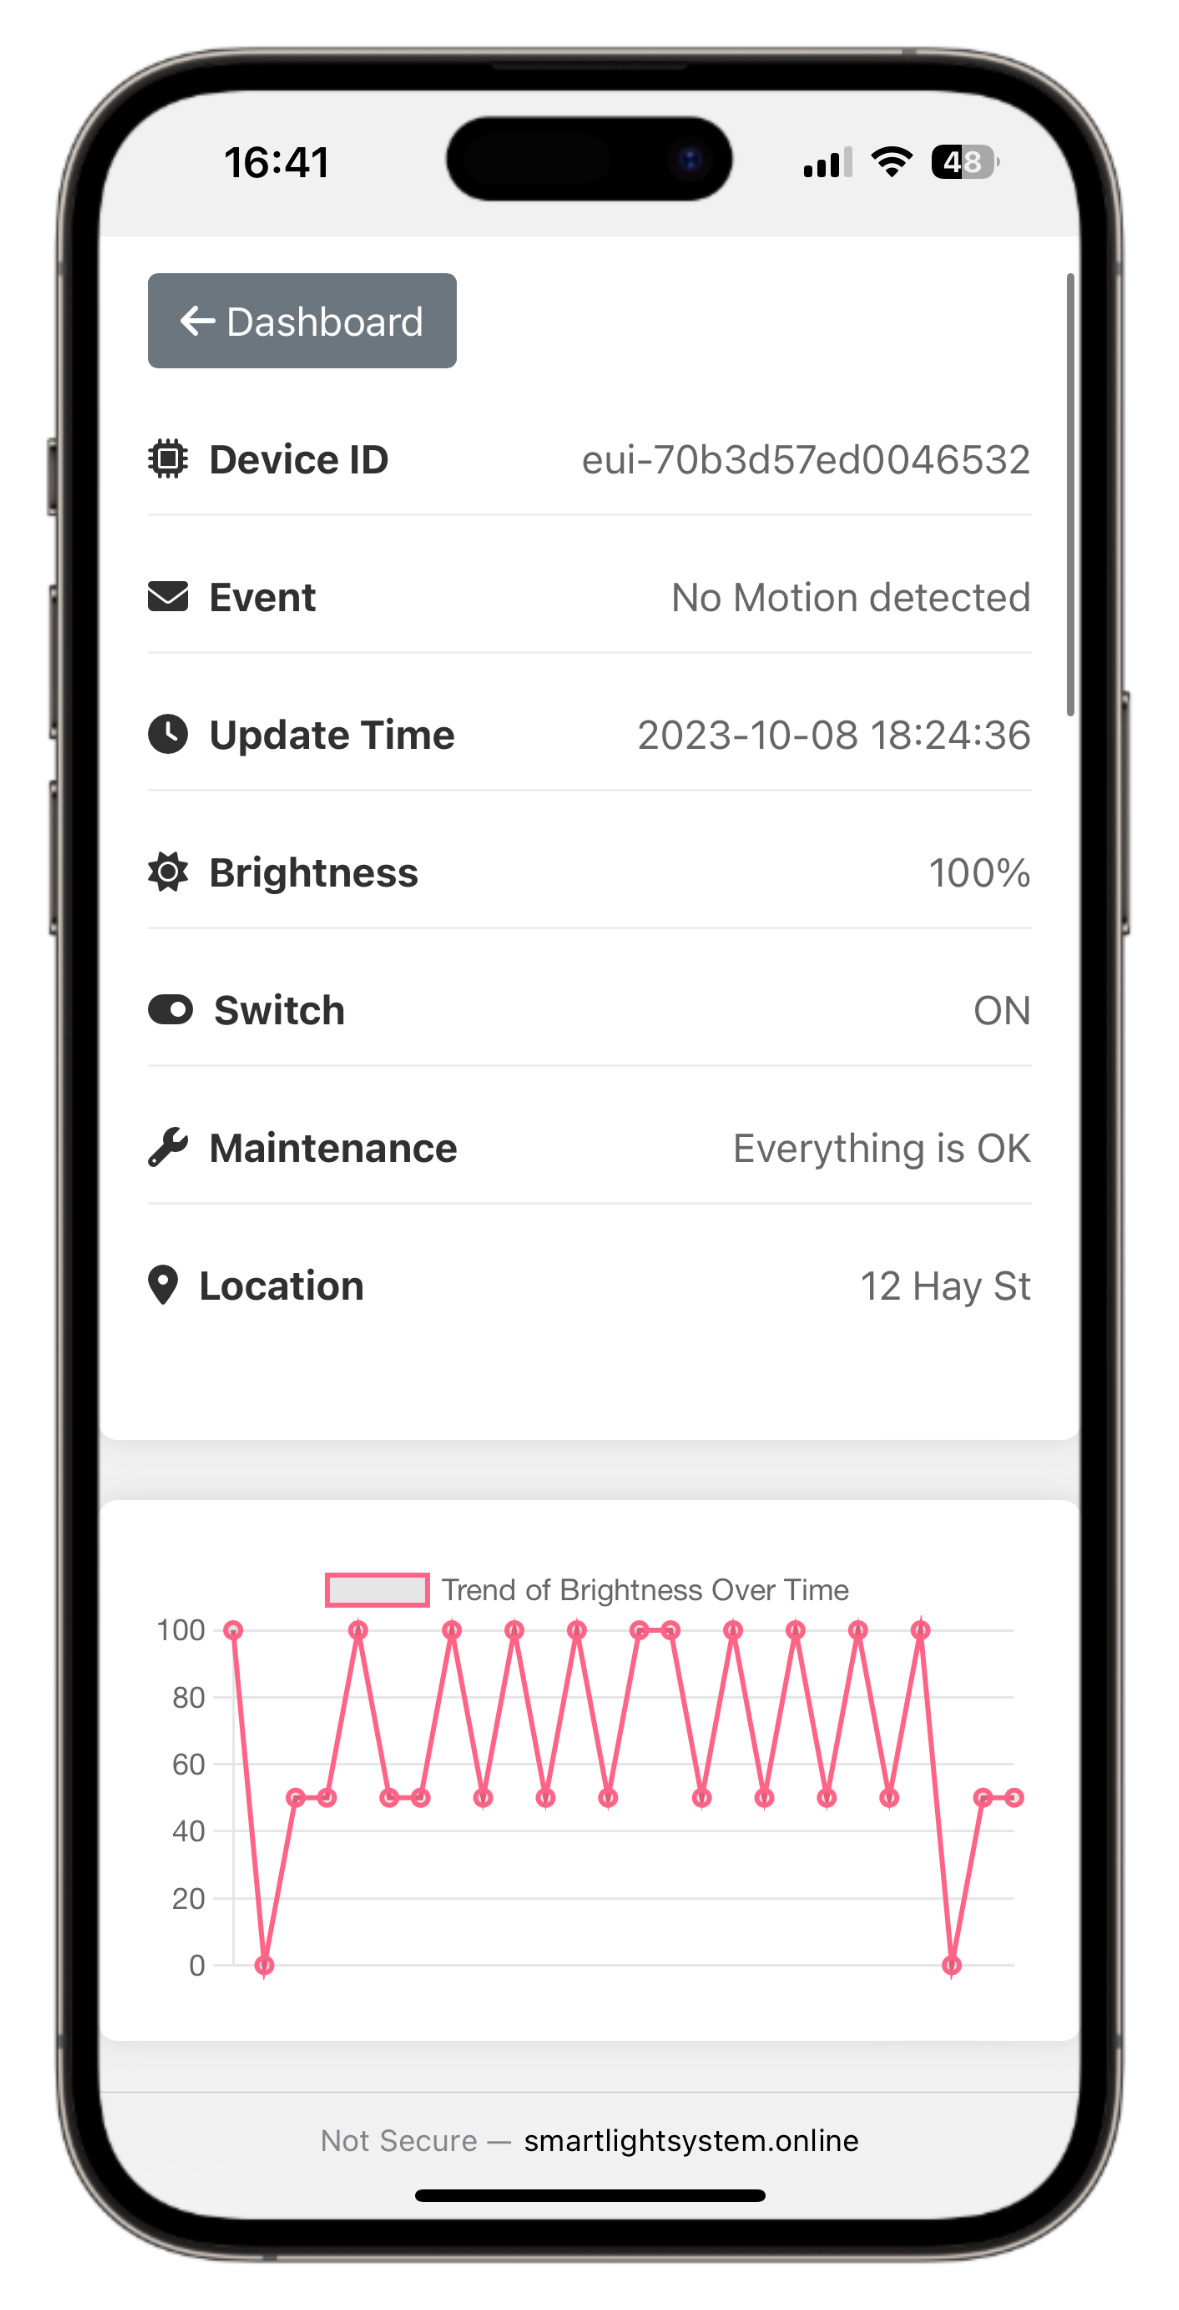 16:41
48
Dashboard
Device ID eui-70b3d57ed0046532
Event No Motion detected
Update Time 2023-10-08 18:24:36
Brightness 100%
Switch ON
Maintenance Everything is OK
Location 12 Hay St
Trend of Brightness Over Time
100
80
60
40
20
0
Not Secure — smartlightsystem.online